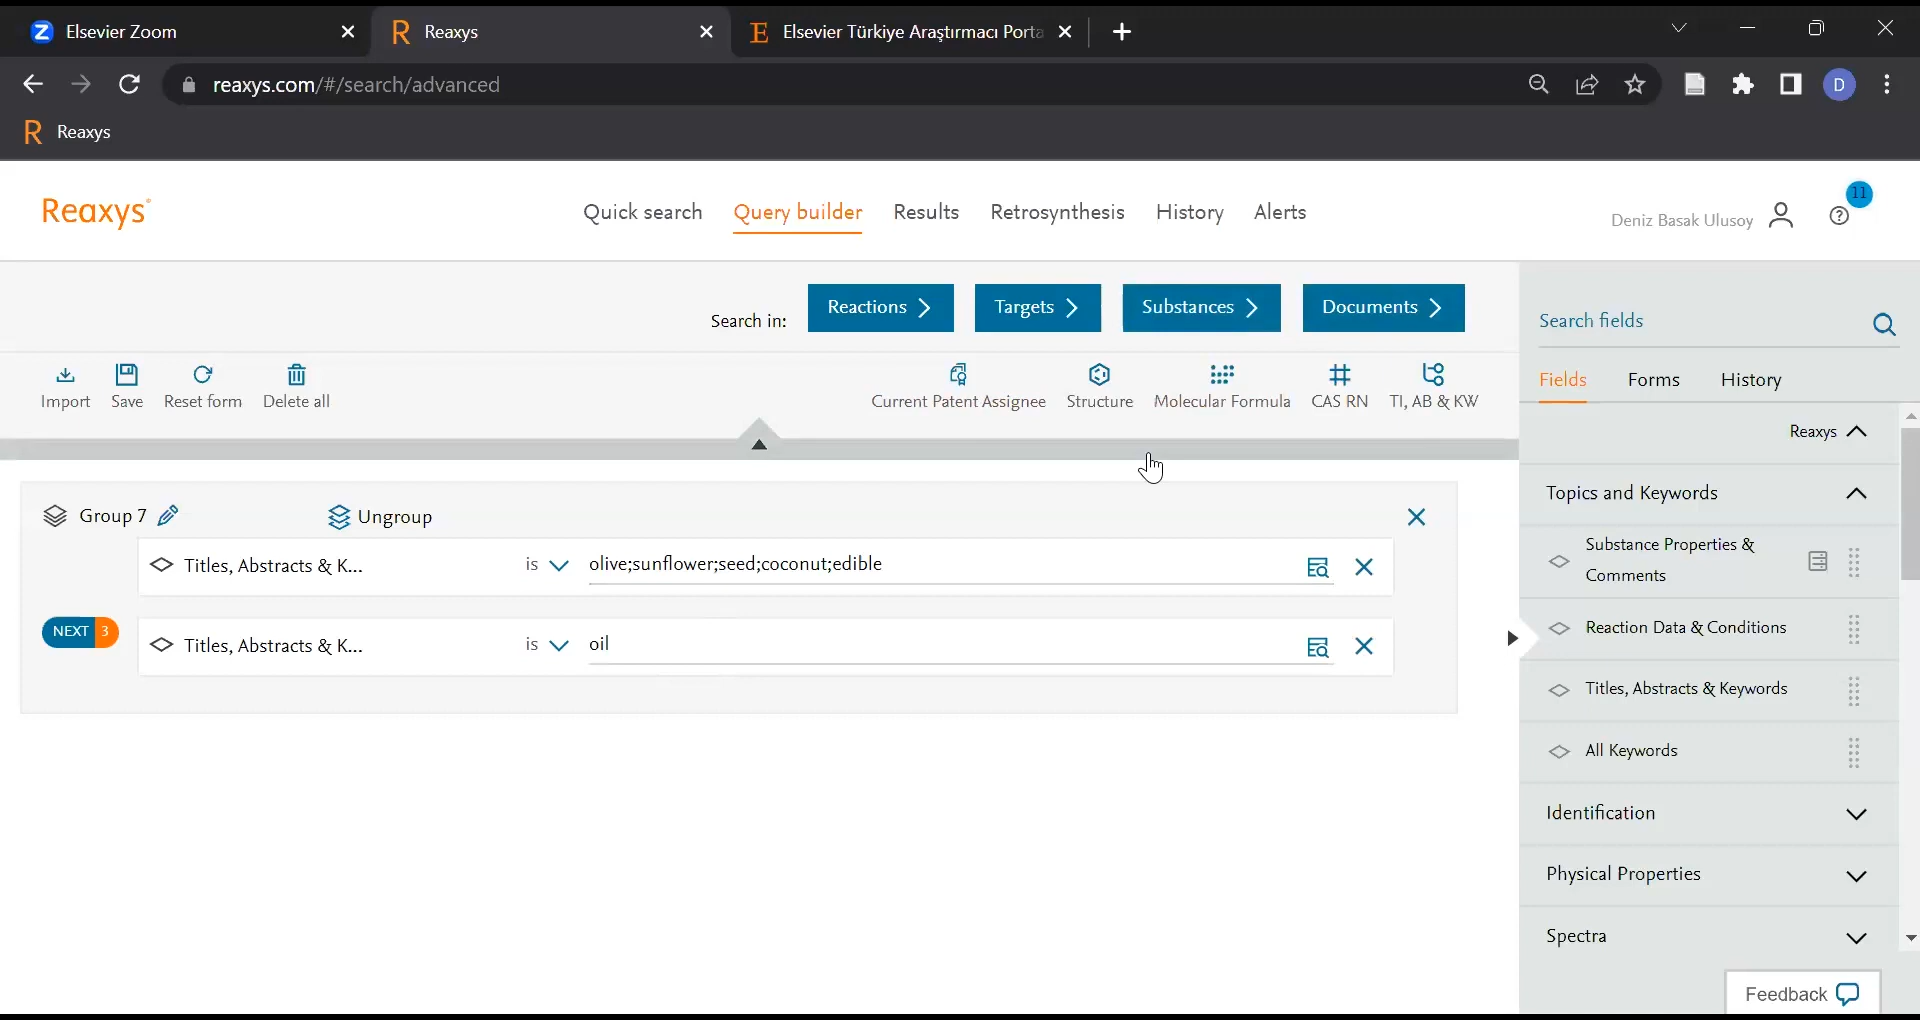 Elsevier Zoom
Reaxys
Elsevier Türkiye Araştırmacı Porta
reaxys.com/#/search/advanced
D
Reaxys
Reaxys
Quick search
Query builder
Results
Retrosynthesis
History
Alerts
Deniz Basak Ulusoy
11
Search in:
Reactions
Targets
Substances
Documents
Search fields
Import
Save
Reset form
Delete all
Current Patent Assignee
Structure
Molecular Formula
CAS RN
TI, AB & KW
Fields
Forms
History
Reaxys
Group 7
Ungroup
Topics and Keywords
Titles, Abstracts & K...
is
olive;sunflower;seed;coconut;edible
Substance Properties &
Comments
NEXT 3
Titles, Abstracts & K...
is
oil
Reaction Data & Conditions
Titles, Abstracts & Keywords
All Keywords
Identification
Physical Properties
Spectra
Feedback